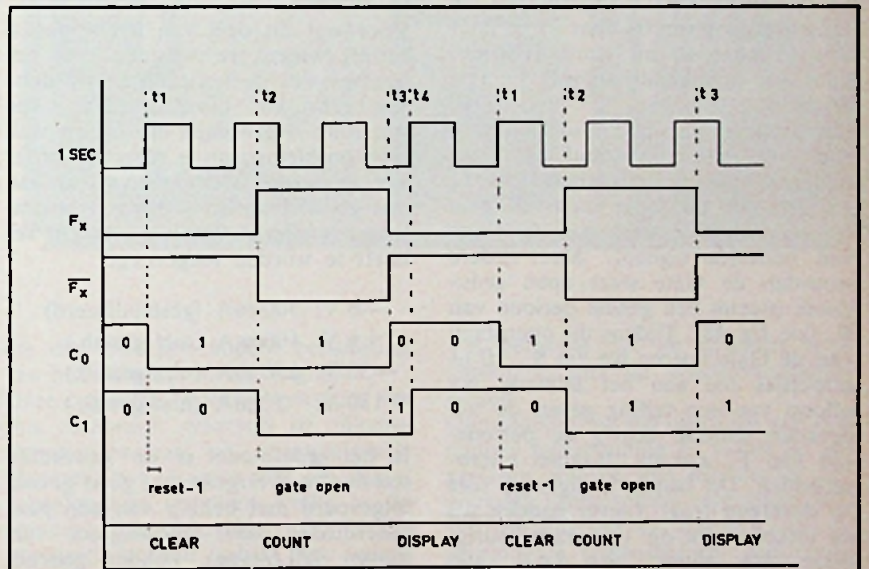 t1 t2 t3 t4 t1 t2 t3
1 SEC
Fx
Fx
C0 0 1 1 0 0 1 1 0
C1 0 0 1 1 0 0 1 1
reset-1 gate open reset-1 gate open
CLEAR COUNT DISPLAY CLEAR COUNT DISPLAY